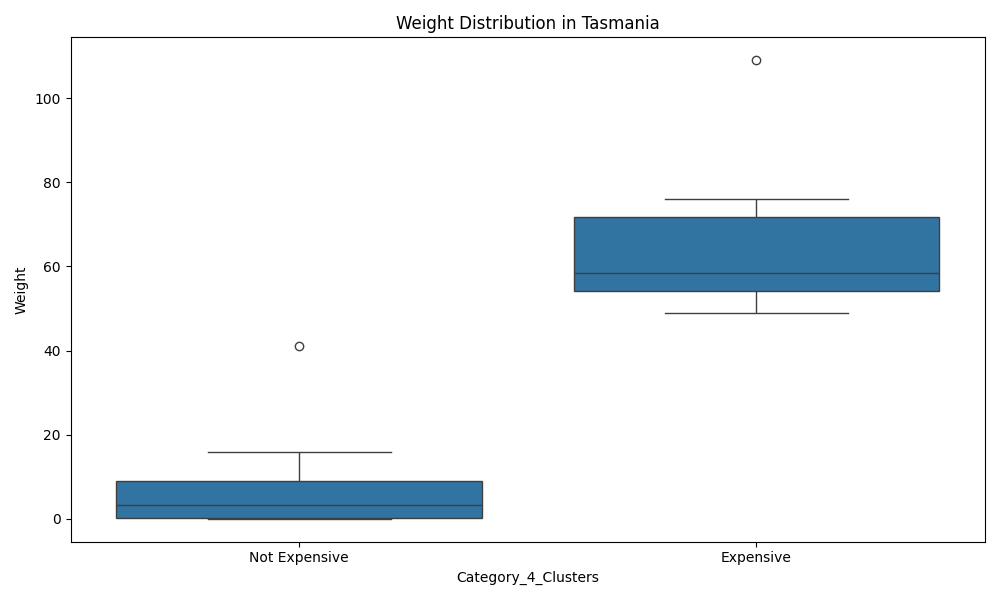 Weight Distribution in Tasmania
Weight
100
80
60
40
20
0
Not Expensive
Expensive
Category_4_Clusters